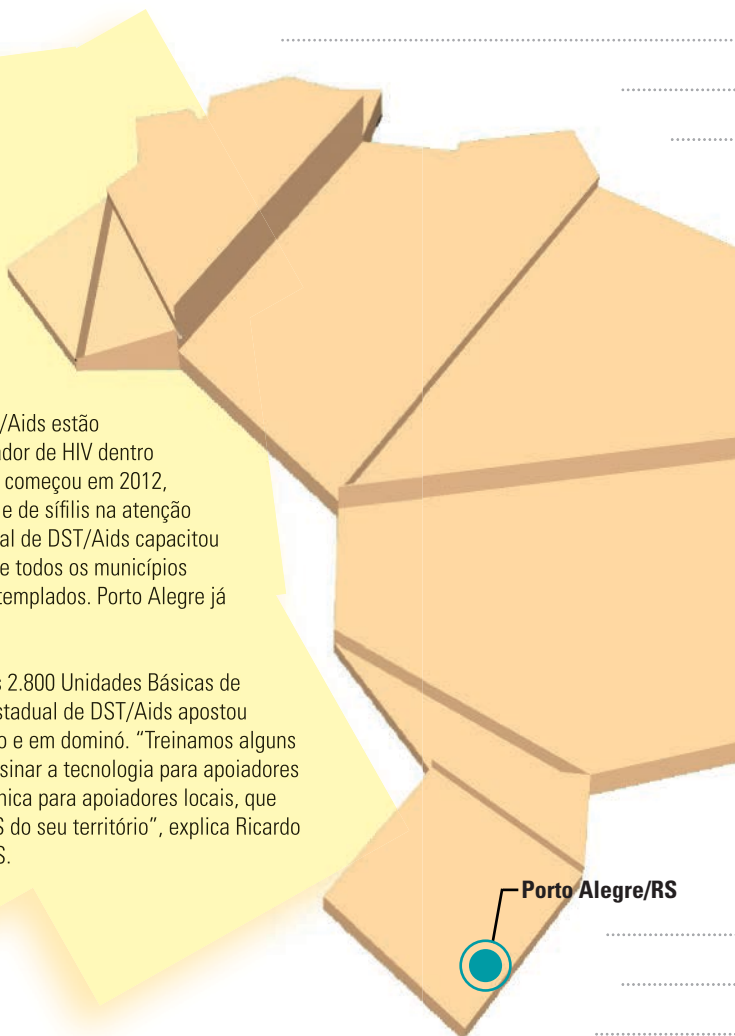 /Aids estão
dor de HIV dentro
começou em 2012,
e de sífilis na atenção
al de DST/Aids capacitou
e todos os municípios
templados. Porto Alegre já
s 2.800 Unidades Básicas de
stadual de DST/Aids apostou
o e em dominó. “Treinamos alguns
sinar a tecnologia para apoiadores
nica para apoiadores locais, que
S do seu território”, explica Ricardo
S.
Porto Alegre/RS